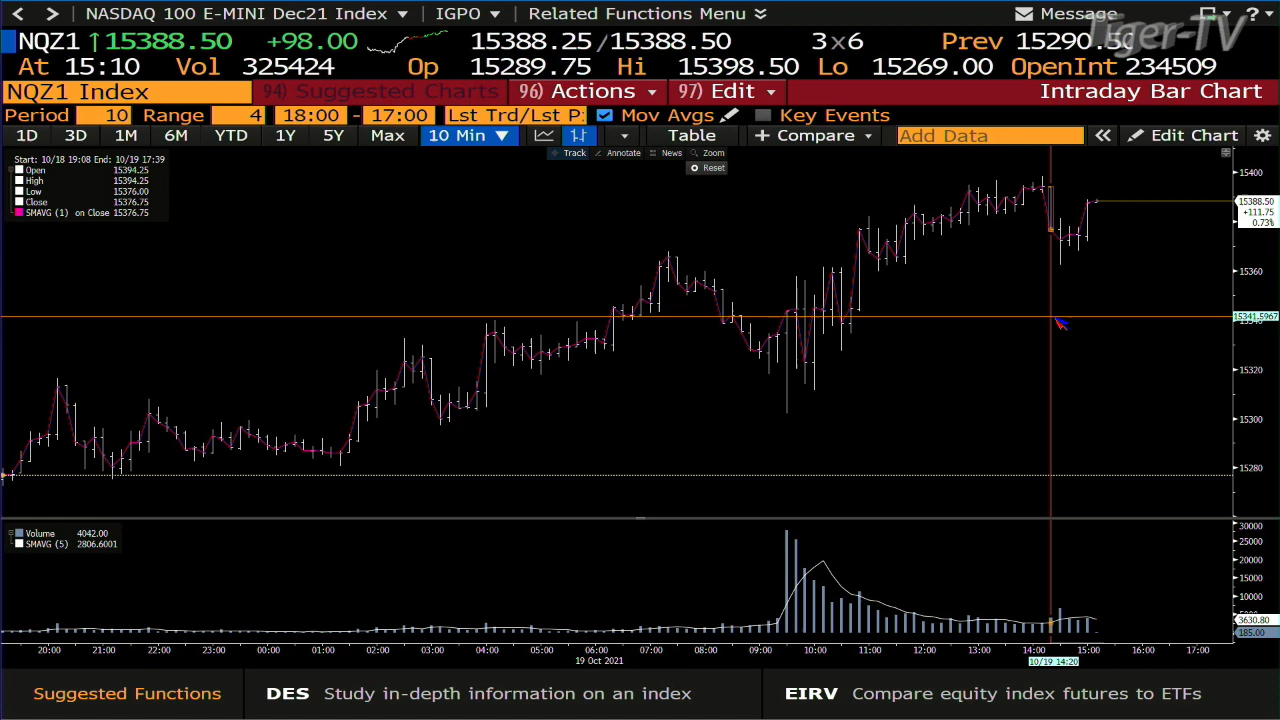 NASDAQ 100 E-MINI Dec21 Index IGPO Related Functions Menu Message ?
Tiger-TV
NQZ1 ↑15388.50 +98.00 15388.25/15388.50 3×6 Prev 15290.50
At 15:10 Vol 325424 Op 15289.75 Hi 15398.50 Lo 15269.00 OpenInt 234509
NQZ1 Index 94) Suggested Charts 96) Actions 97) Edit Intraday Bar Chart
Period 10 Range 4 18:00 - 17:00 Lst Trd/Lst P: Mov Avgs Key Events
1D 3D 1M 6M YTD 1Y 5Y Max 10 Min ▼ Table + Compare Add Data « Edit Chart
Track Annotate News Zoom
Reset
Start: 10/18 19:08 End: 10/19 17:39
Open 15394.25
High 15394.25
Low 15376.00
Close 15376.75
SMAVG (1) on Close 15376.75
15400
15388.50
+111.75
0.73%
15360
15341.5967
15320
15300
15280
Volume 4042.00
SMAVG (5) 2806.6001
30000
25000
20000
15000
10000
5000
3630.80
185.00
20:00 21:00 22:00 23:00 00:00 01:00 02:00 03:00 04:00 05:00 06:00 07:00 08:00 09:00 10:00 11:00 12:00 13:00 14:00 15:00 16:00 17:00
19 Oct 2021 10/19 14:20
Suggested Functions DES Study in-depth information on an index EIRV Compare equity index futures to ETFs